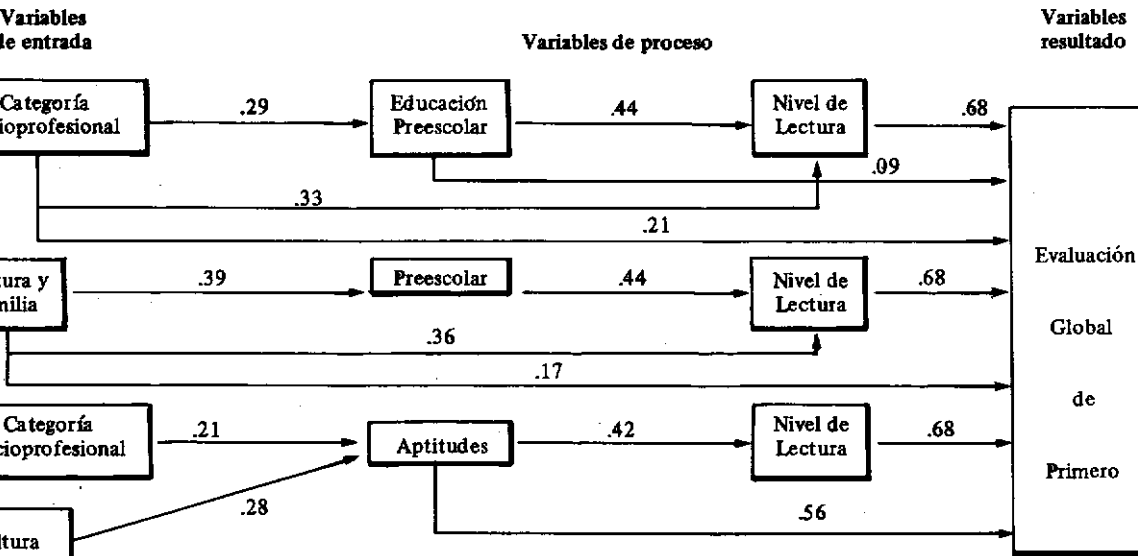 Variables
de entrada
Variables de proceso
Variables
resultado
Categoría
ioprofesional
.29
Educación
Preescolar
.44
Nivel de
Lectura
.68
.09
.33
.21
tura y
milia
.39
Preescolar
.44
Nivel de
Lectura
.68
.36
.17
Categoría
cioprofesional
.21
Aptitudes
.42
Nivel de
Lectura
.68
.28
ltura
.56
Evaluación
Global
de
Primero